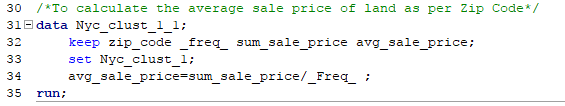 30 /*To calculate the average sale price of land as per Zip Code*/
31 data Nyc_clust_1_1;
32 keep zip_code _freq_ sum_sale_price avg_sale_price;
33 set Nyc_clust_1;
34 avg_sale_price=sum_sale_price/_Freq_ ;
35 run;